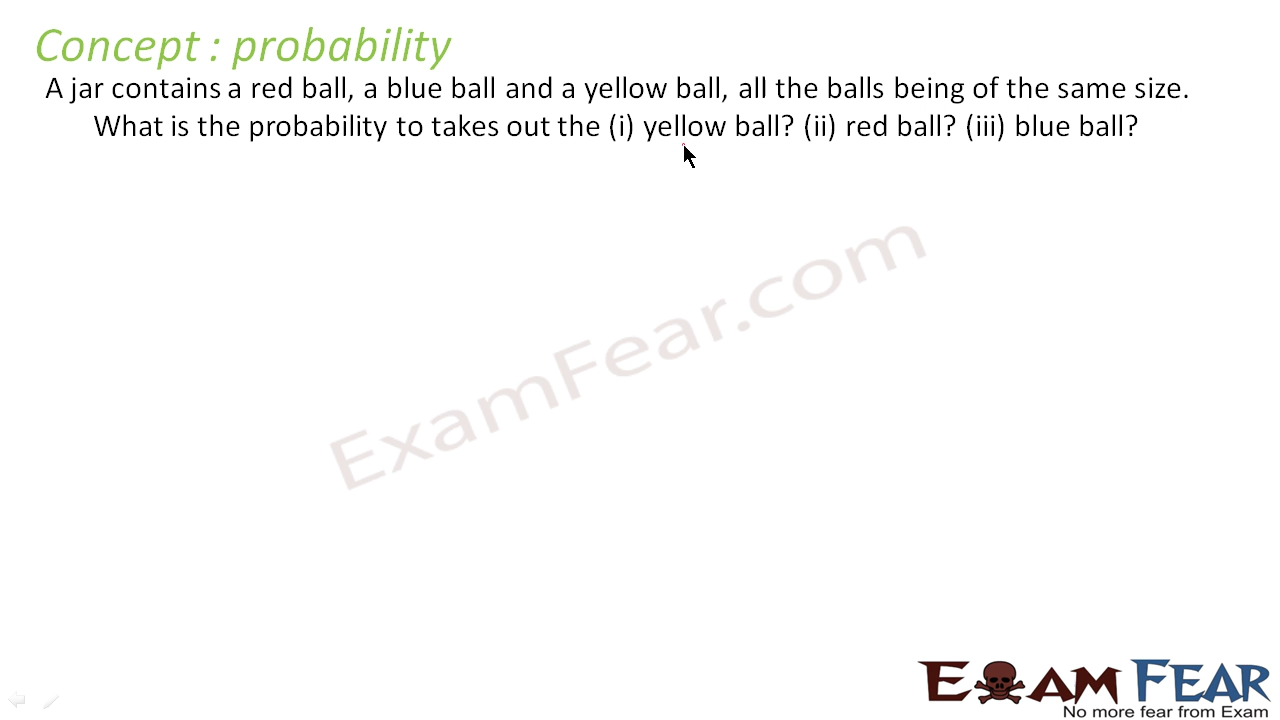 Concept : probability
A jar contains a red ball, a blue ball and a yellow ball, all the balls being of the same size.
What is the probability to takes out the (i) yellow ball? (ii) red ball? (iii) blue ball?
ExamFear.com
EXAM FEAR
No more fear from Exam